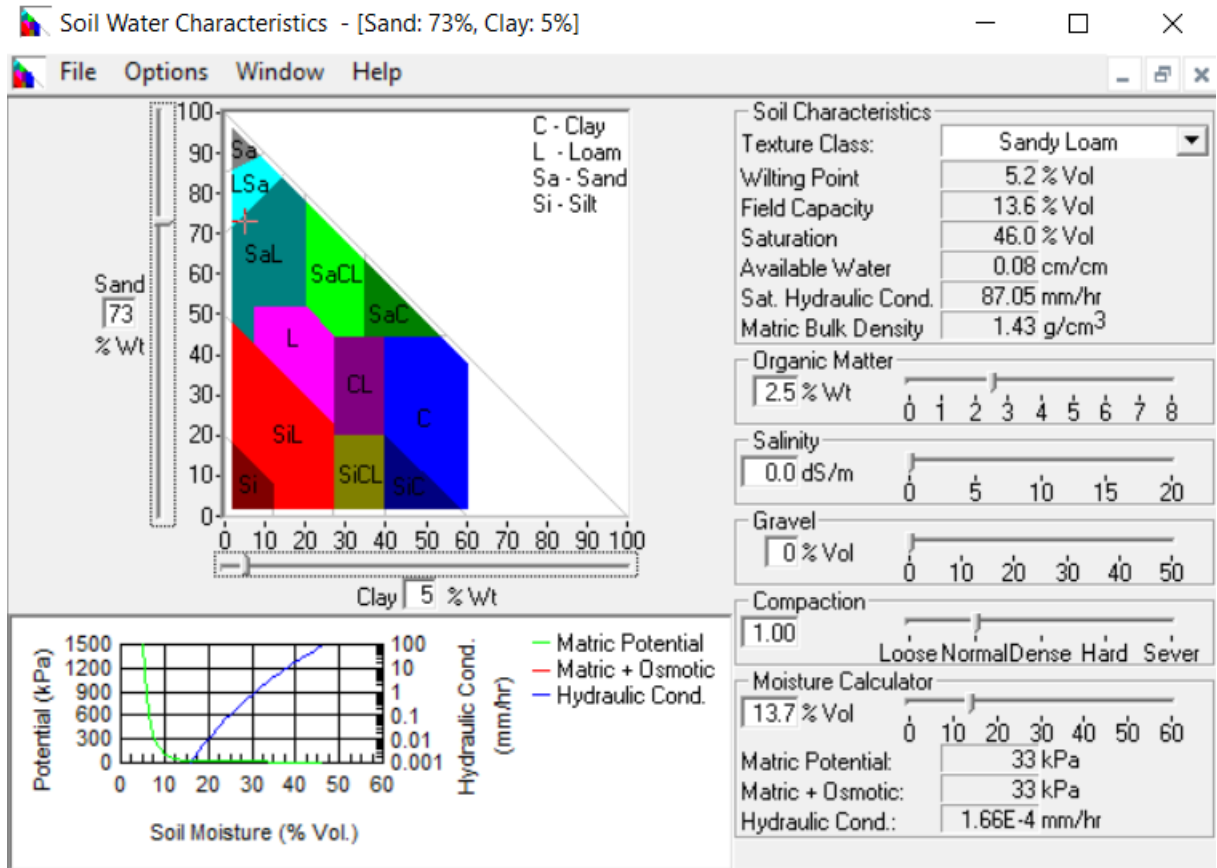 Soil Water Characteristics - [Sand: 73%, Clay: 5%]
File Options Window Help
100
90
80
70
60
50
40
30
20
10
0
Sand
73
% Wt
C - Clay
L - Loam
Sa - Sand
Si - Silt
Sa
LSa
SaL
SaCL
SaC
L
CL
C
SiL
SiCL
SiC
Si
0 10 20 30 40 50 60 70 80 90 100
Clay 5 % Wt
Soil Characteristics
Texture Class: Sandy Loam
Wilting Point 5.2 % Vol
Field Capacity 13.6 % Vol
Saturation 46.0 % Vol
Available Water 0.08 cm/cm
Sat. Hydraulic Cond. 87.05 mm/hr
Matric Bulk Density 1.43 g/cm3
Organic Matter
2.5 % Wt
0 1 2 3 4 5 6 7 8
Salinity
0.0 dS/m
0 5 10 15 20
Gravel
0 % Vol
0 10 20 30 40 50
Compaction
1.00
Loose Normal Dense Hard Sever
Moisture Calculator
13.7 % Vol
0 10 20 30 40 50 60
Matric Potential: 33 kPa
Matric + Osmotic: 33 kPa
Hydraulic Cond.: 1.66E-4 mm/hr
Potential (kPa)
1500
1200
900
600
300
0
100
10
1
0.1
0.01
0.001
Hydraulic Cond.
(mm/hr)
0 10 20 30 40 50 60
Soil Moisture (% Vol.)
Matric Potential
Matric + Osmotic
Hydraulic Cond.